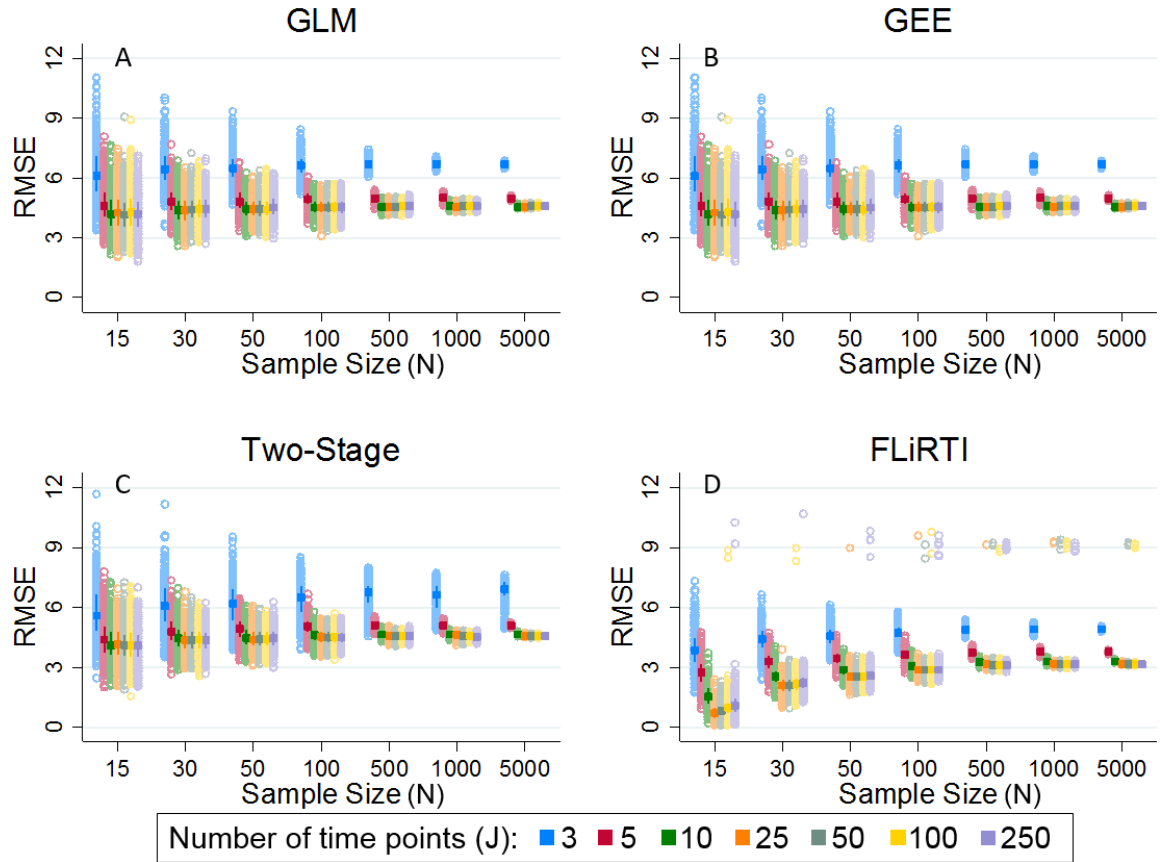 GLM
A
RMSE
12
9
6
3
0
15 30 50 100 500 1000 5000
Sample Size (N)
GEE
B
RMSE
12
9
6
3
0
15 30 50 100 500 1000 5000
Sample Size (N)
Two-Stage
C
RMSE
12
9
6
3
0
15 30 50 100 500 1000 5000
Sample Size (N)
FLiRTI
D
RMSE
12
9
6
3
0
15 30 50 100 500 1000 5000
Sample Size (N)
Number of time points (J): 3 5 10 25 50 100 250